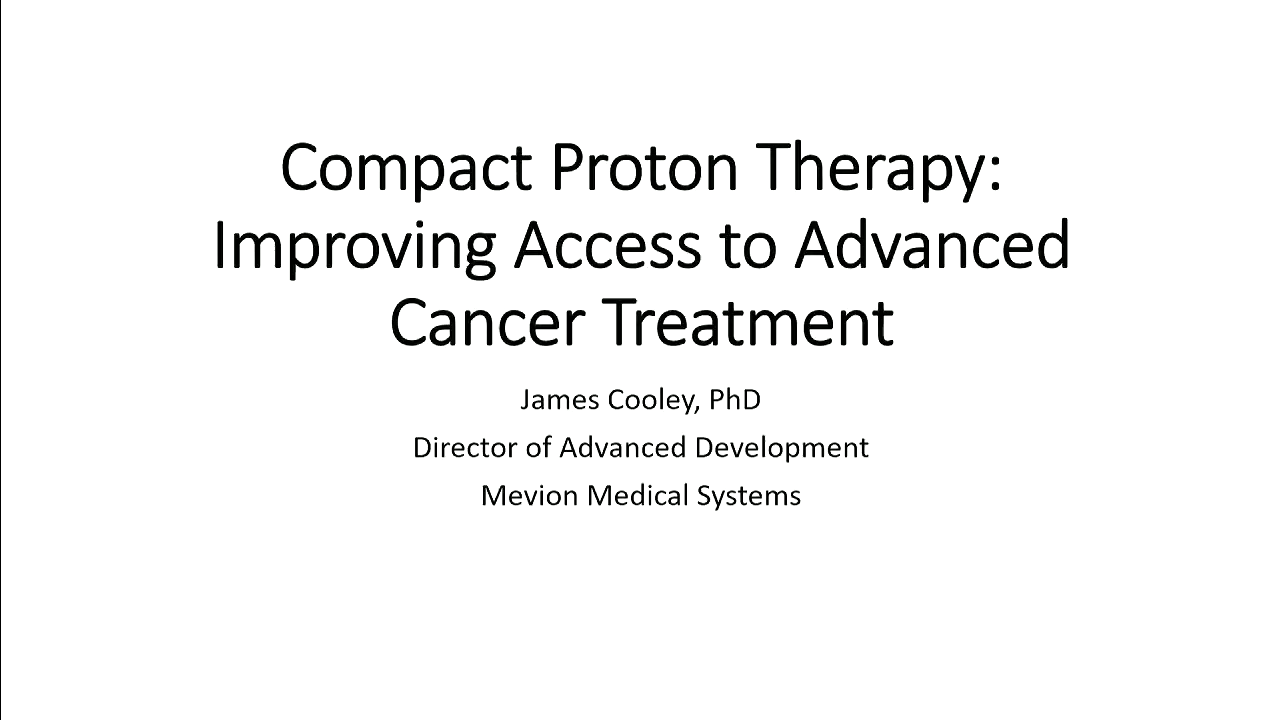 Compact Proton Therapy:
Improving Access to Advanced
Cancer Treatment
James Cooley, PhD
Director of Advanced Development
Mevion Medical Systems